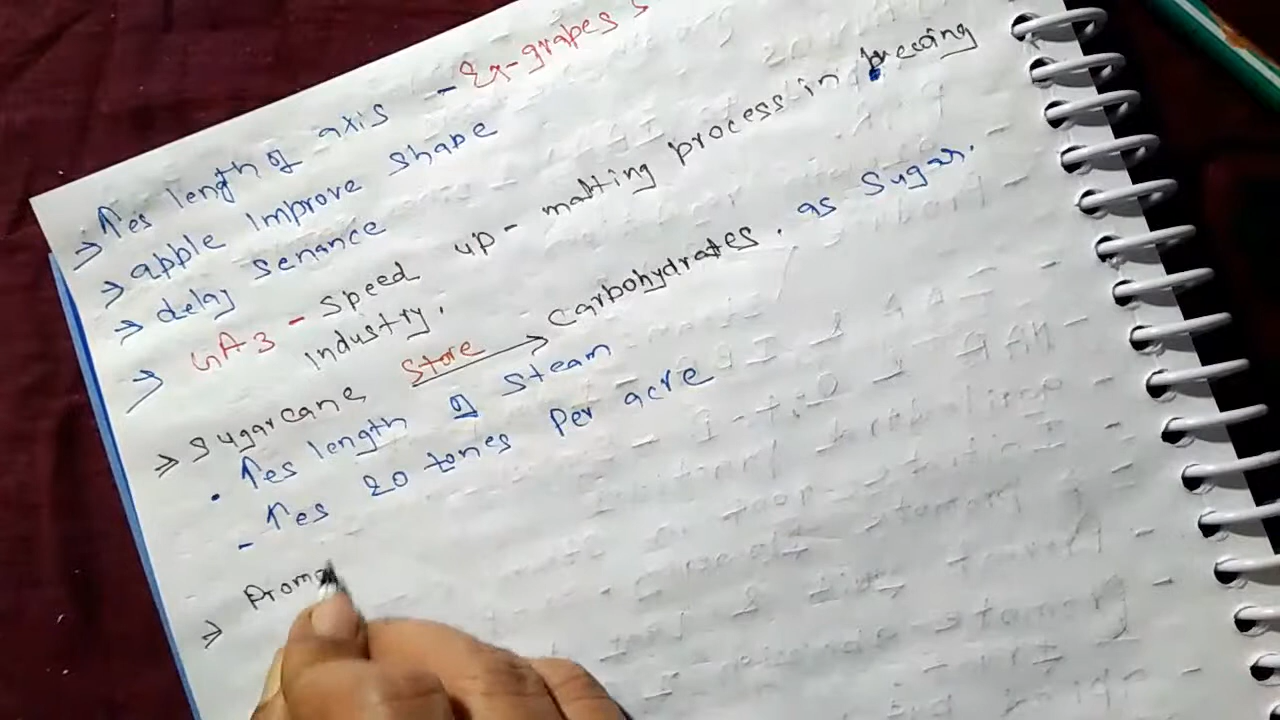 ⇒ ↑es length of axis - Ex-grapes
⇒ apple Improve shape
⇒ delay senance
⇒ GA3 - Speed up - malting process in brewing
Industry.
⇒ Sugarcane Store → Carbohydrates. as Sugar.
. ↑es length of steam
- ↑es 20 tones Per acre
⇒ Promo